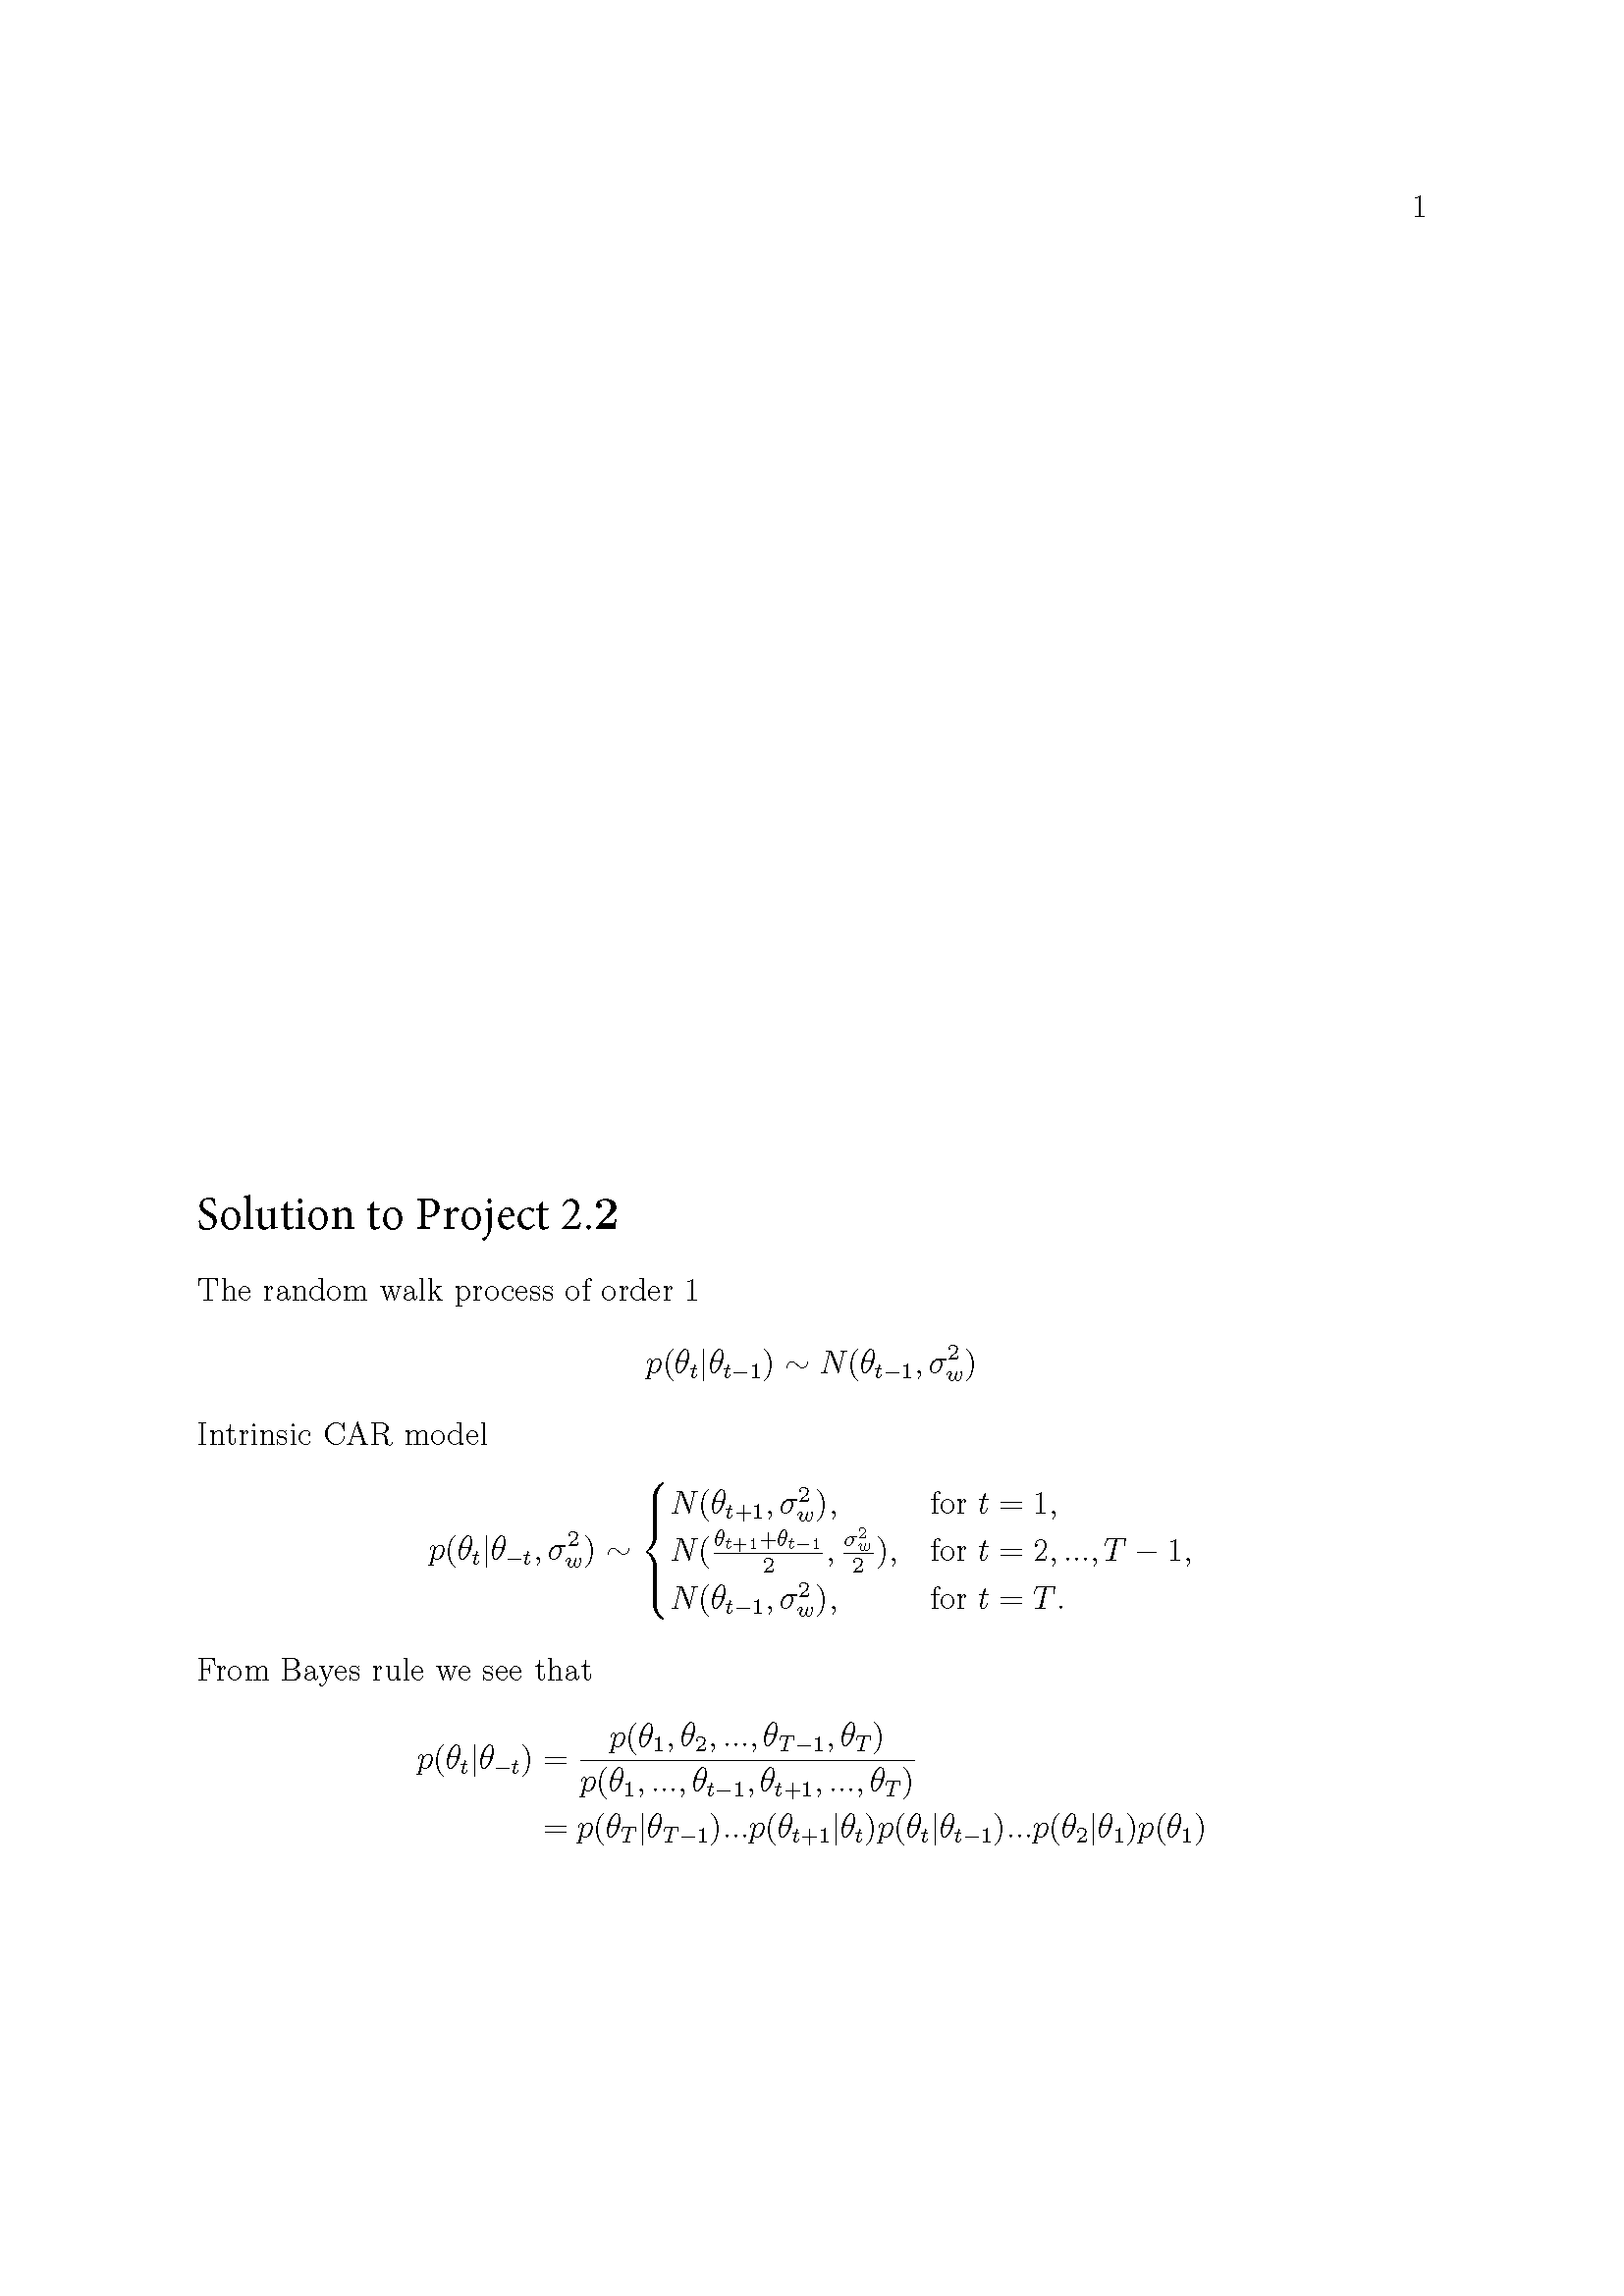 1
Solution to Project 2.2
The random walk process of order 1
$p(\theta_t|\theta_{t-1}) \sim N(\theta_{t-1}, \sigma_w^2)$
Intrinsic CAR model
$p(\theta_t|\theta_{-t}, \sigma_w^2) \sim \begin{cases} N(\theta_{t+1}, \sigma_w^2), & \text{for } t = 1, \\ N(\frac{\theta_{t+1}+\theta_{t-1}}{2}, \frac{\sigma_w^2}{2}), & \text{for } t = 2, ..., T-1, \\ N(\theta_{t-1}, \sigma_w^2), & \text{for } t = T. \end{cases}$
From Bayes rule we see that
$p(\theta_t|\theta_{-t}) = \frac{p(\theta_1, \theta_2, ..., \theta_{T-1}, \theta_T)}{p(\theta_1, ..., \theta_{t-1}, \theta_{t+1}, ..., \theta_T)}$
$= p(\theta_T|\theta_{T-1})...p(\theta_{t+1}|\theta_t)p(\theta_t|\theta_{t-1})...p(\theta_2|\theta_1)p(\theta_1)$